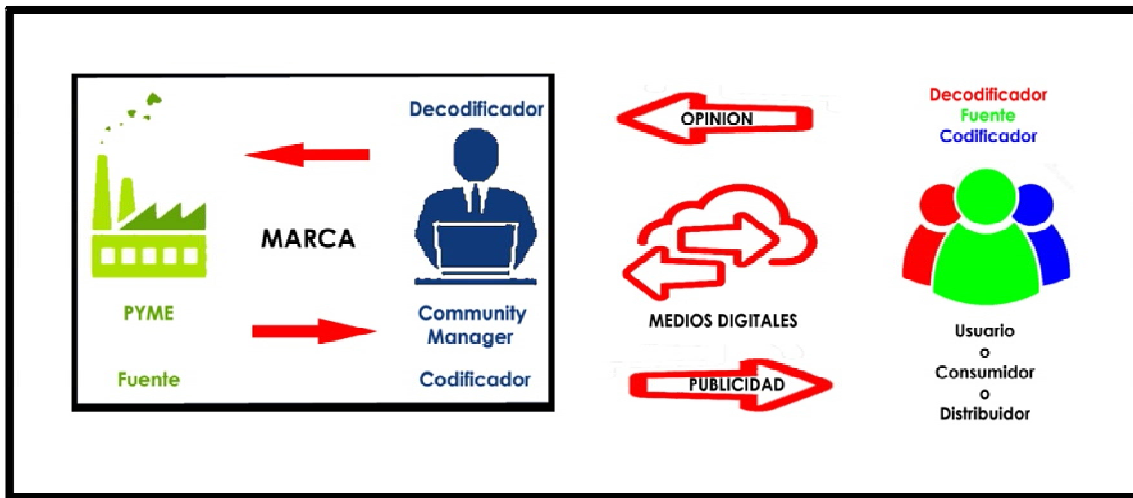 Decodificador
MARCA
PYME
Fuente
Community
Manager
Codificador
OPINION
MEDIOS DIGITALES
PUBLICIDAD
Decodificador
Fuente
Codificador
Usuario
o
Consumidor
o
Distribuidor